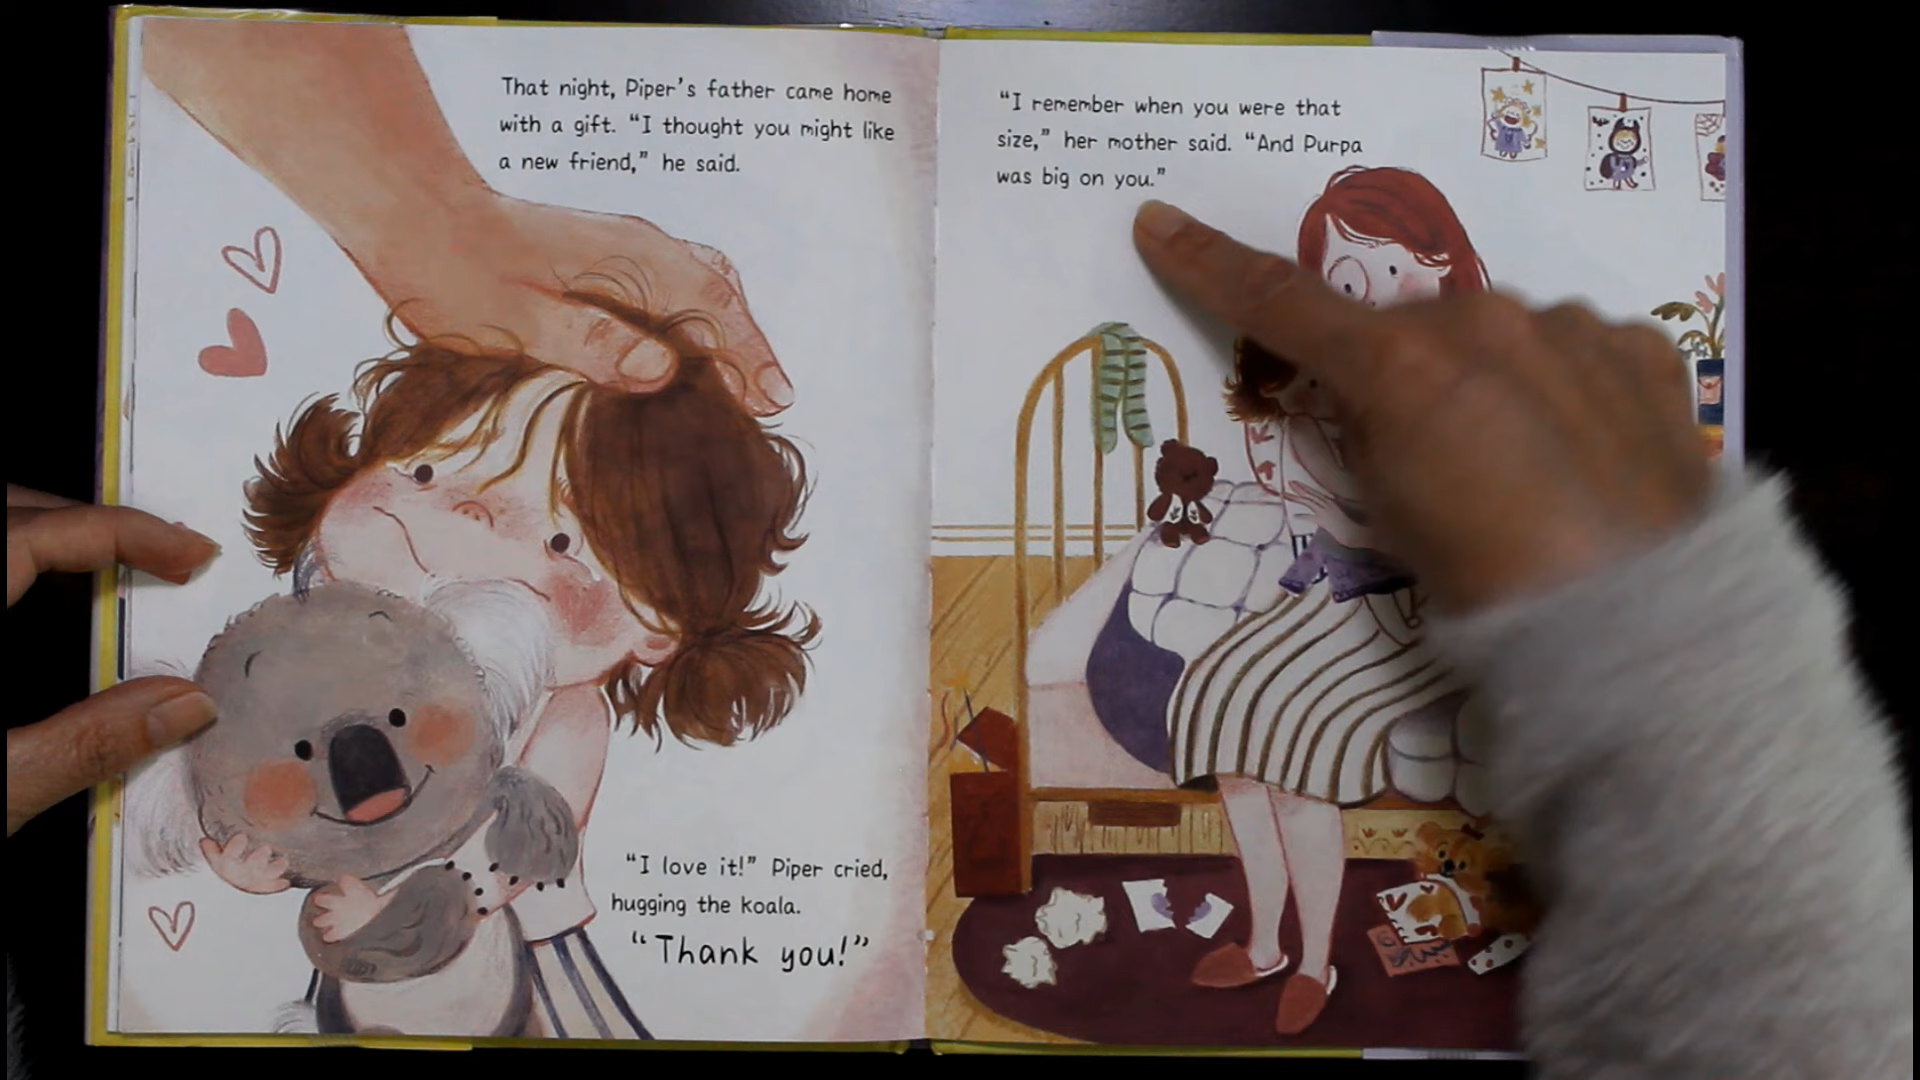 That night, Piper's father came home
with a gift. “I thought you might like
a new friend,” he said.
“I love it!” Piper cried,
hugging the koala.
“Thank you!”
“I remember when you were that
size,” her mother said. “And Purpa
was big on you.”